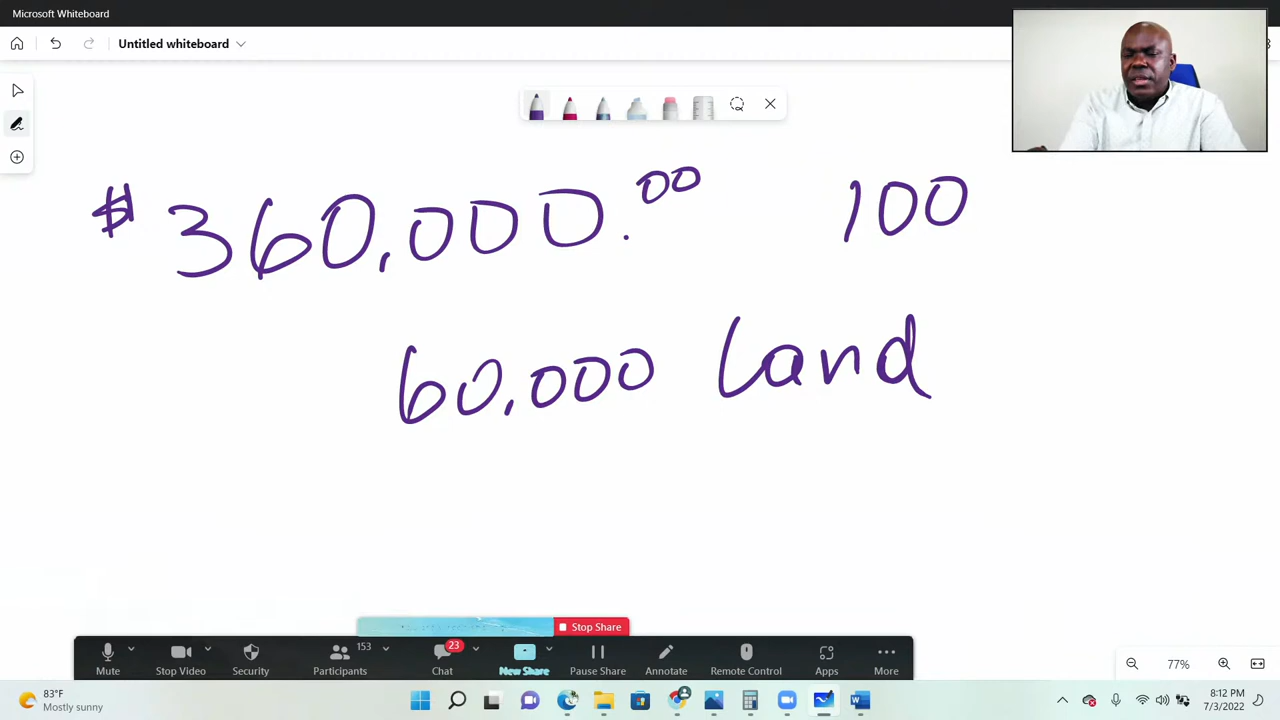 Microsoft Whiteboard
Untitled whiteboard
$360,000.00 100
60,000 Land
Stop Share
153 23
Mute Stop Video Security Participants Chat New Share Pause Share Annotate Remote Control Apps More
77%
83°F
Mostly sunny
8:12 PM
7/3/2022